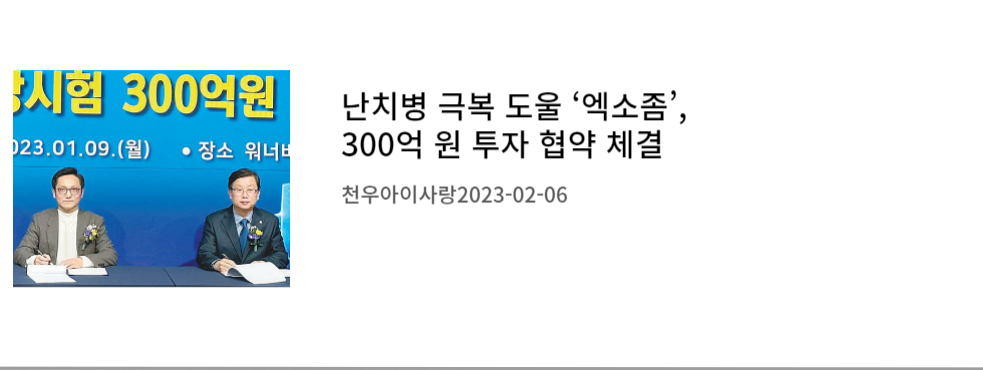 상시험 300억원
023.01.09.(월) • 장소 워너비
난치병 극복 도울 ‘엑소좀’,
300억 원 투자 협약 체결
천우아이사랑2023-02-06